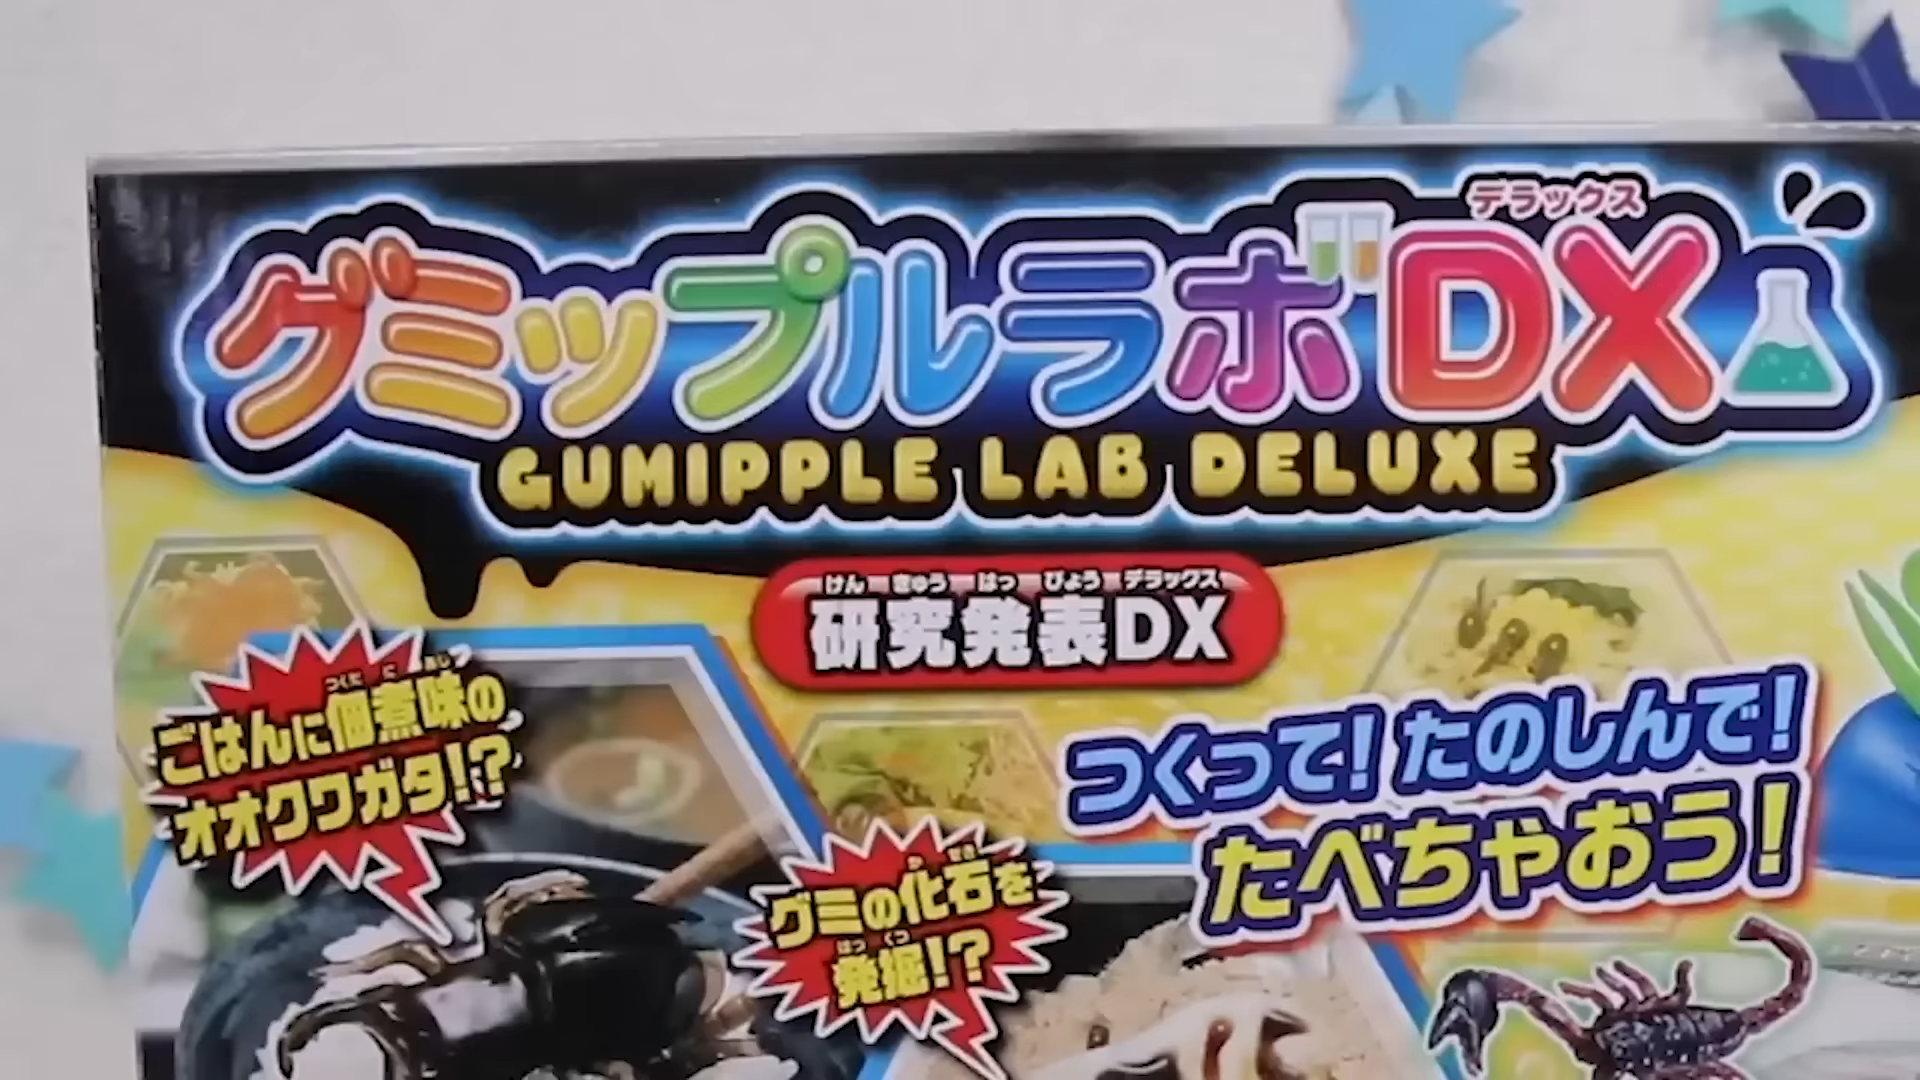 デラックス
グミップルラボDX
GUMIPPLE LAB DELUXE
けん きゅう はっ ぴょう デラックス
研究発表DX
つくだ に あじ
ごはんに佃煮味の
オオクワガタ!?
つくって!たのしんで!
たべちゃおう!
か せき
グミの化石を
はっ くつ
発掘!?